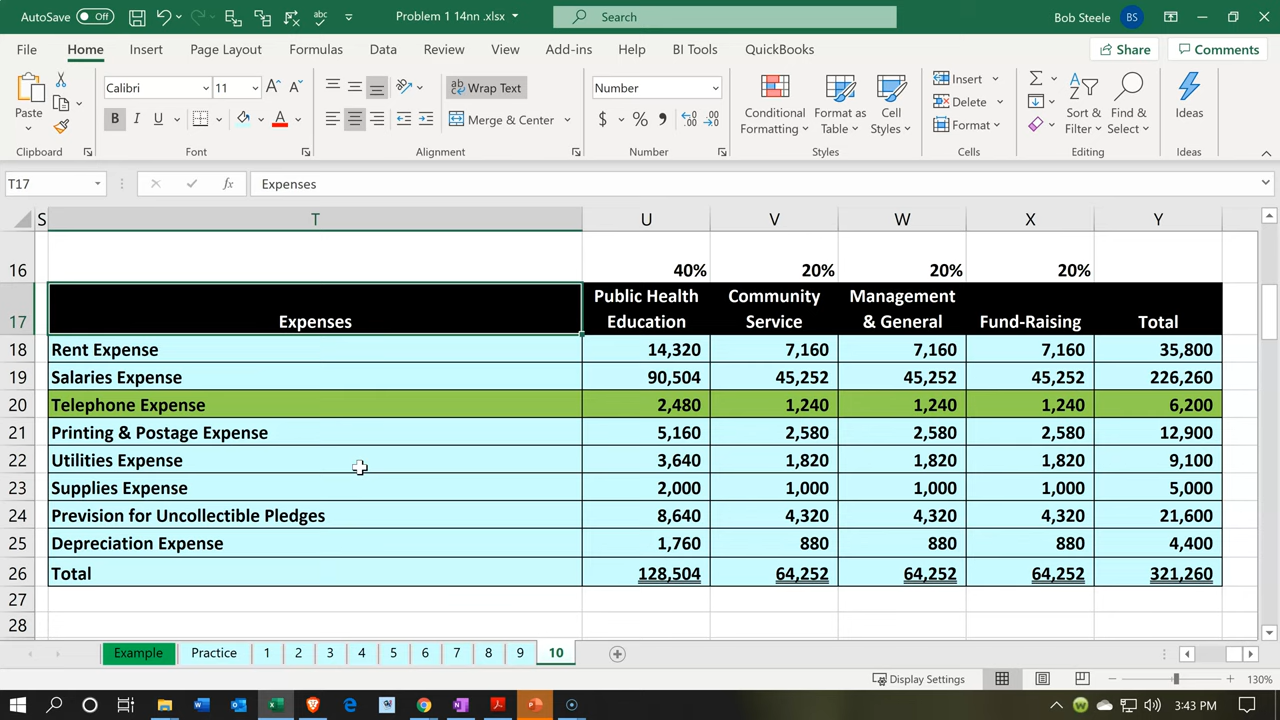 AutoSave Off Problem 1 14nn .xlsx Search Bob Steele BS
File Home Insert Page Layout Formulas Data Review View Add-ins Help BI Tools QuickBooks Share Comments
Paste Calibri 11 A A ab Wrap Text Number Conditional Formatting Format as Table Cell Styles Insert Delete Format Sort & Filter Find & Select Ideas
B I U A Merge & Center $ % ,
Clipboard Font Alignment Number Styles Cells Editing Ideas
T17 fx Expenses
S T U V W X Y
16 40% 20% 20% 20%
17 Expenses Public Health Education Community Service Management & General Fund-Raising Total
18 Rent Expense 14,320 7,160 7,160 7,160 35,800
19 Salaries Expense 90,504 45,252 45,252 45,252 226,260
20 Telephone Expense 2,480 1,240 1,240 1,240 6,200
21 Printing & Postage Expense 5,160 2,580 2,580 2,580 12,900
22 Utilities Expense 3,640 1,820 1,820 1,820 9,100
23 Supplies Expense 2,000 1,000 1,000 1,000 5,000
24 Prevision for Uncollectible Pledges 8,640 4,320 4,320 4,320 21,600
25 Depreciation Expense 1,760 880 880 880 4,400
26 Total 128,504 64,252 64,252 64,252 321,260
27
28
Example Practice 1 2 3 4 5 6 7 8 9 10
Display Settings 130%
3:43 PM